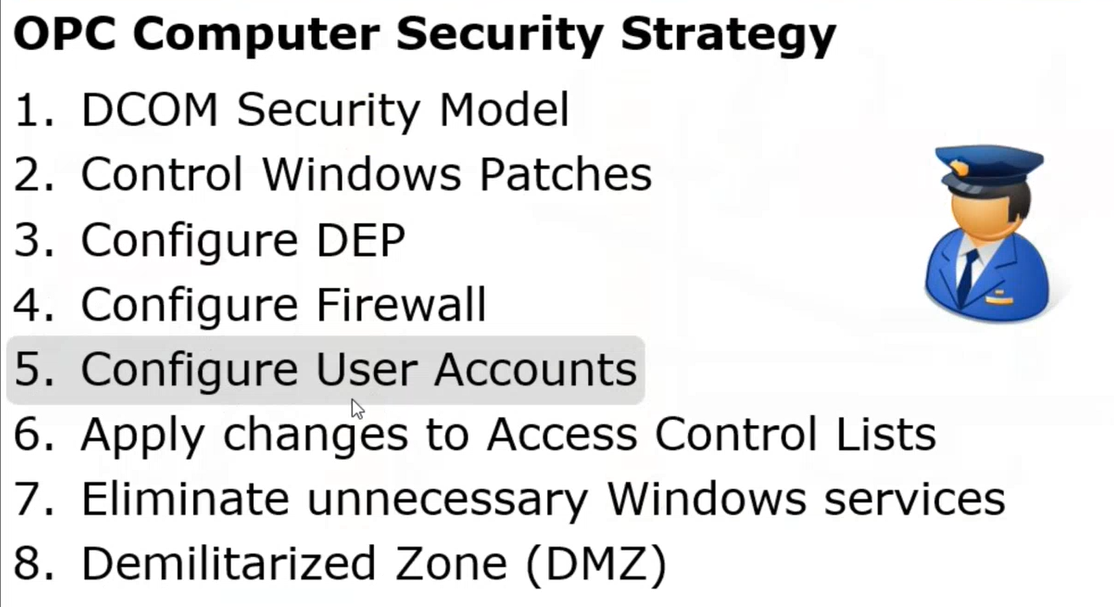 OPC Computer Security Strategy
1. DCOM Security Model
2. Control Windows Patches
3. Configure DEP
4. Configure Firewall
5. Configure User Accounts
6. Apply changes to Access Control Lists
7. Eliminate unnecessary Windows services
8. Demilitarized Zone (DMZ)